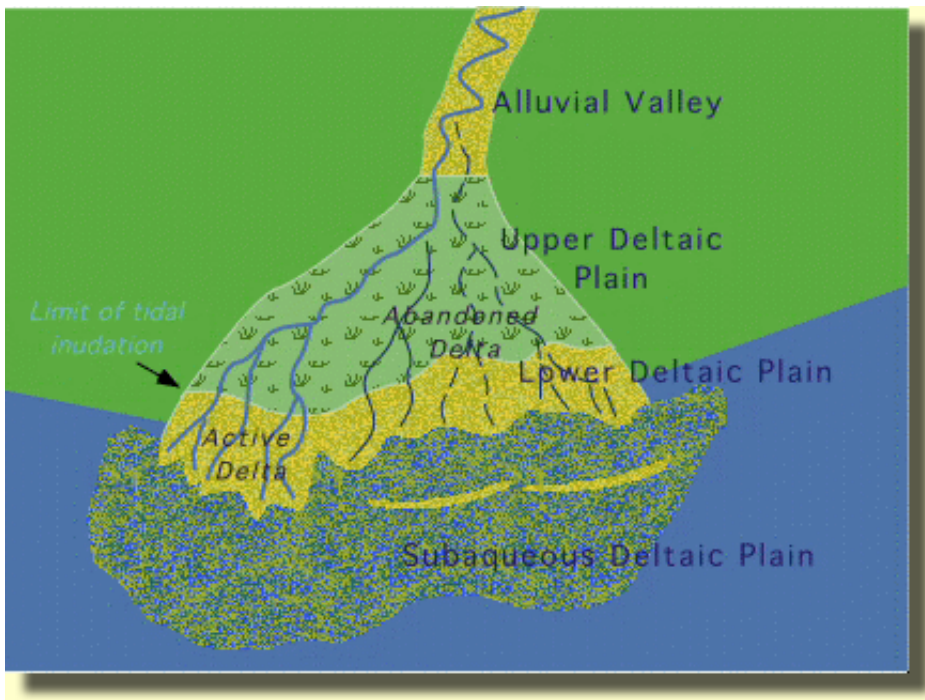 Alluvial Valley
Upper Deltaic
Plain
Limit of tidal
inudation
Abandoned
Delta
Lower Deltaic Plain
Active
Delta
Subaqueous Deltaic Plain